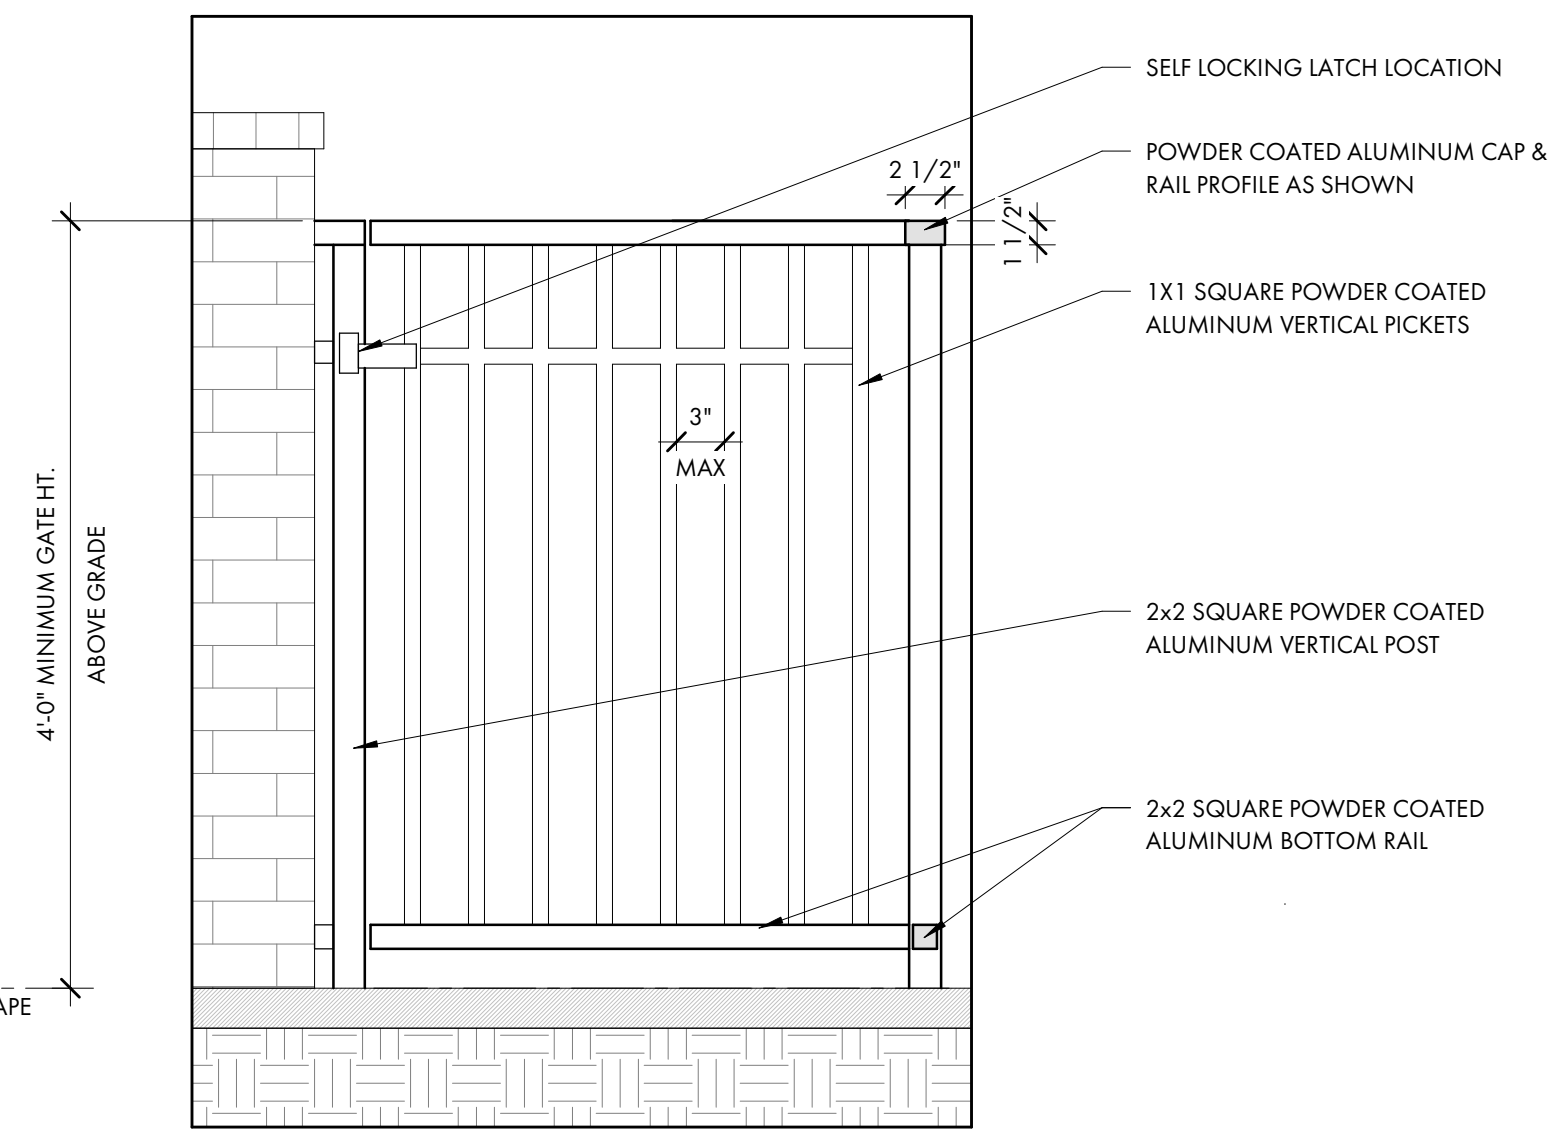 SELF LOCKING LATCH LOCATION
POWDER COATED ALUMINUM CAP &
RAIL PROFILE AS SHOWN
2 1/2"
1 1/2"
1X1 SQUARE POWDER COATED
ALUMINUM VERTICAL PICKETS
3"
MAX
4'-0" MINIMUM GATE HT.
ABOVE GRADE
2x2 SQUARE POWDER COATED
ALUMINUM VERTICAL POST
2x2 SQUARE POWDER COATED
ALUMINUM BOTTOM RAIL
APE